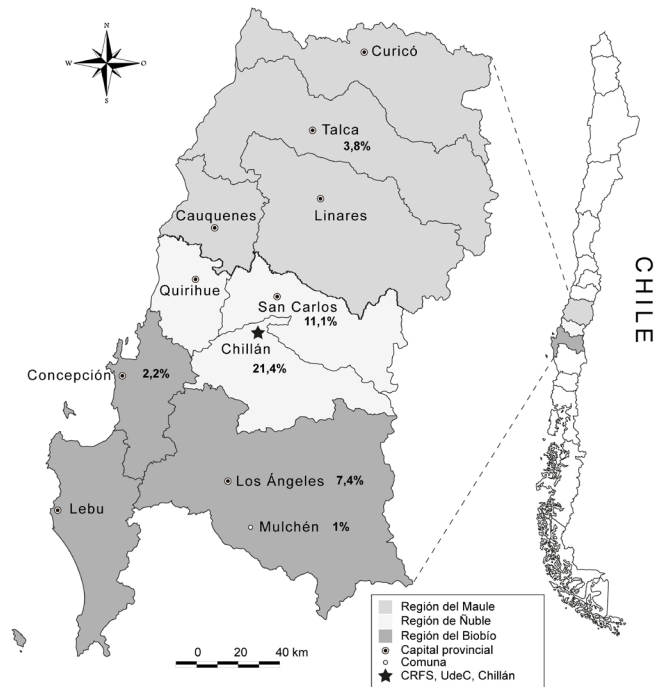 N
W O
S
Curicó
Talca
3,8%
Cauquenes
Linares
Quirihue
San Carlos
11,1%
Chillán
21,4%
Concepción
2,2%
Los Ángeles 7,4%
Lebu
Mulchén 1%
CHILE
Región del Maule
Región de Ñuble
Región del Biobío
Capital provincial
Comuna
CRFS, UdeC, Chillán
20 0 20 40 km